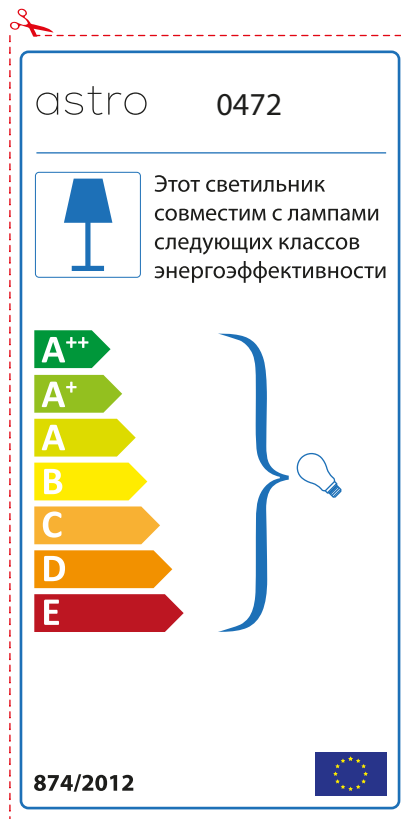 astro 0472
Этот светильник
совместим с лампами
следующих классов
энергоэффективности
A++
A+
A
B
C
D
E
874/2012